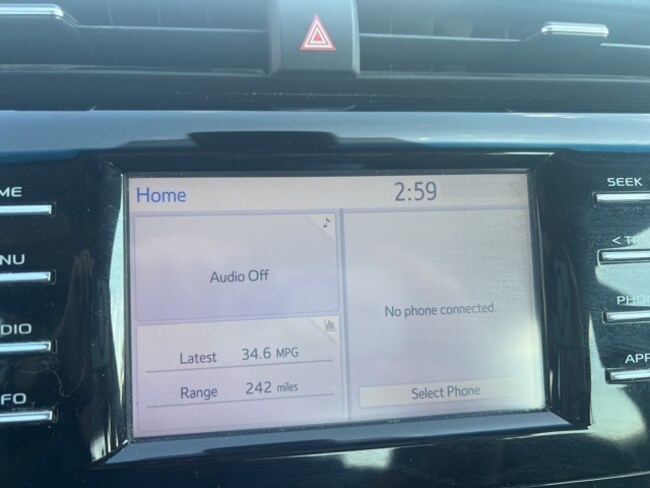 Home 2:59
Audio Off
No phone connected.
Latest 34.6 MPG
Range 242 miles
Select Phone
SEEK